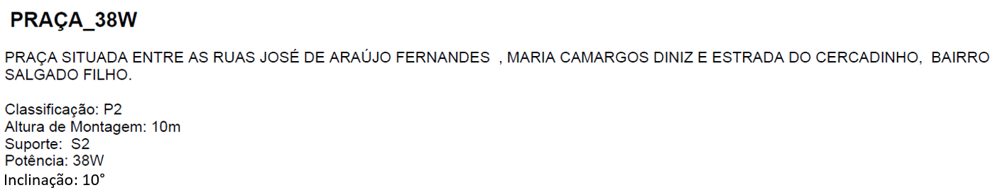 PRAÇA_38W
PRAÇA SITUADA ENTRE AS RUAS JOSÉ DE ARAÚJO FERNANDES , MARIA CAMARGOS DINIZ E ESTRADA DO CERCADINHO, BAIRRO
SALGADO FILHO.
Classificação: P2
Altura de Montagem: 10m
Suporte: S2
Potência: 38W
Inclinação: 10°